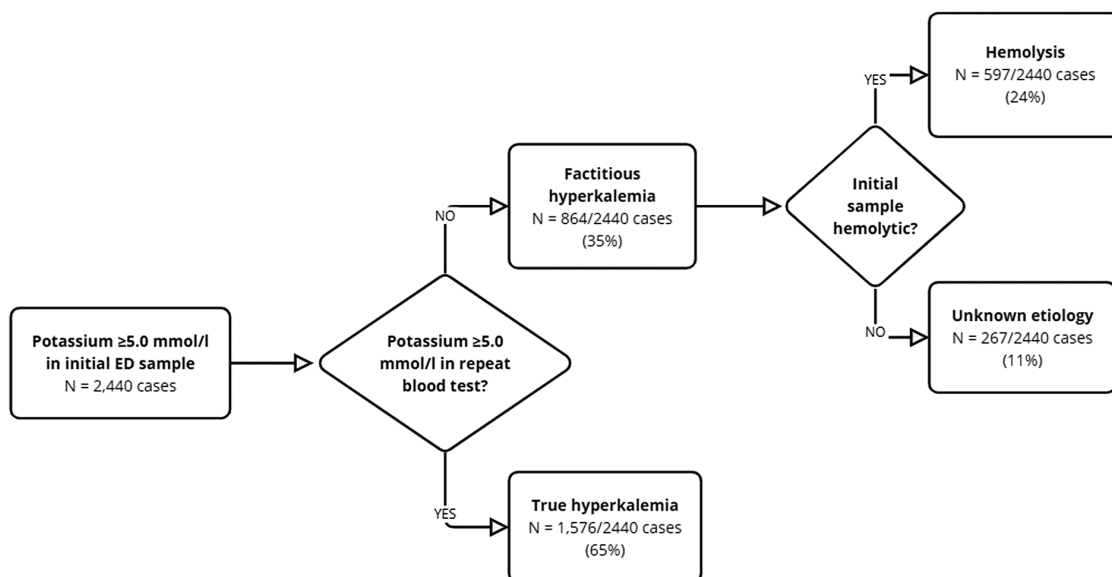 Potassium ≥5.0 mmol/l
in initial ED sample
N = 2,440 cases
Potassium ≥5.0
mmol/l in repeat
blood test?
NO
Factitious
hyperkalemia
N = 864/2440 cases
(35%)
Initial
sample
hemolytic?
YES
Hemolysis
N = 597/2440 cases
(24%)
NO
Unknown etiology
N = 267/2440 cases
(11%)
YES
True hyperkalemia
N = 1,576/2440 cases
(65%)